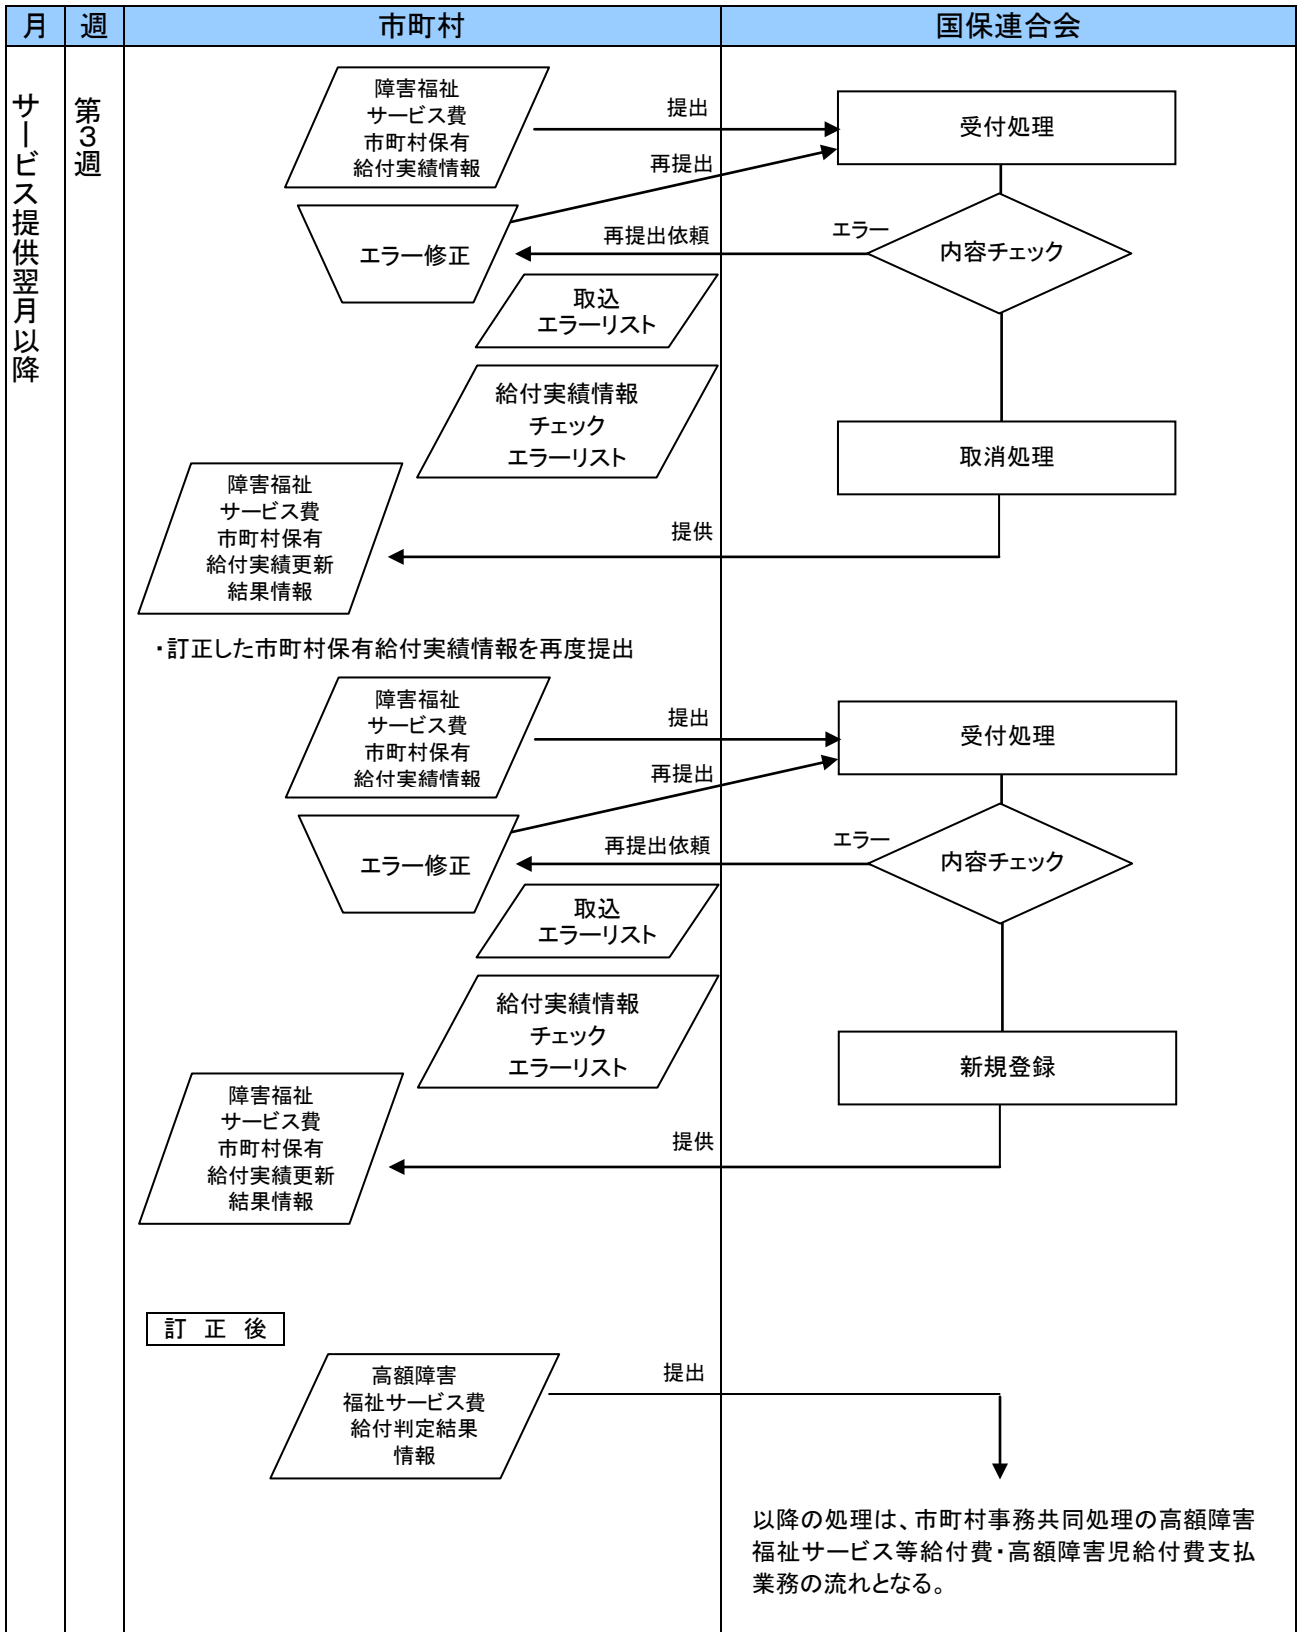 月 週 市町村 国保連合会
サービス提供翌月以降
第3週
障害福祉
サービス費
市町村保有
給付実績情報
提出
受付処理
再提出
エラー修正
再提出依頼
エラー
内容チェック
取込
エラーリスト
給付実績情報
チェック
エラーリスト
取消処理
障害福祉
サービス費
市町村保有
給付実績更新
結果情報
提供
・訂正した市町村保有給付実績情報を再度提出
障害福祉
サービス費
市町村保有
給付実績情報
提出
受付処理
再提出
エラー修正
再提出依頼
エラー
内容チェック
取込
エラーリスト
給付実績情報
チェック
エラーリスト
新規登録
障害福祉
サービス費
市町村保有
給付実績更新
結果情報
提供
訂 正 後
高額障害
福祉サービス費
給付判定結果
情報
提出
以降の処理は、市町村事務共同処理の高額障害
福祉サービス等給付費・高額障害児給付費支払
業務の流れとなる。